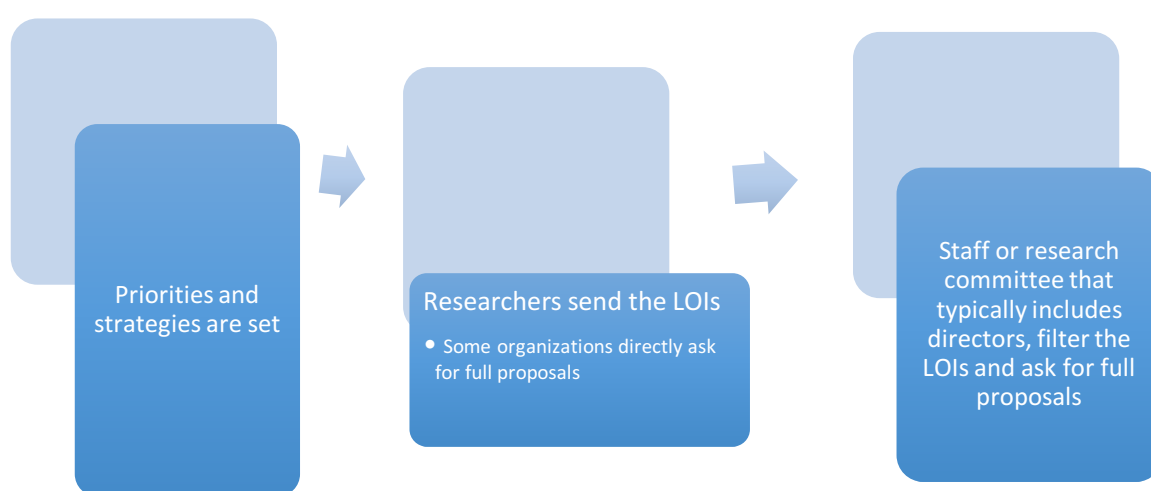 Priorities and
strategies are set
Researchers send the LOIs
• Some organizations directly ask
for full proposals
Staff or research
committee that
typically includes
directors, filter the
LOIs and ask for full
proposals